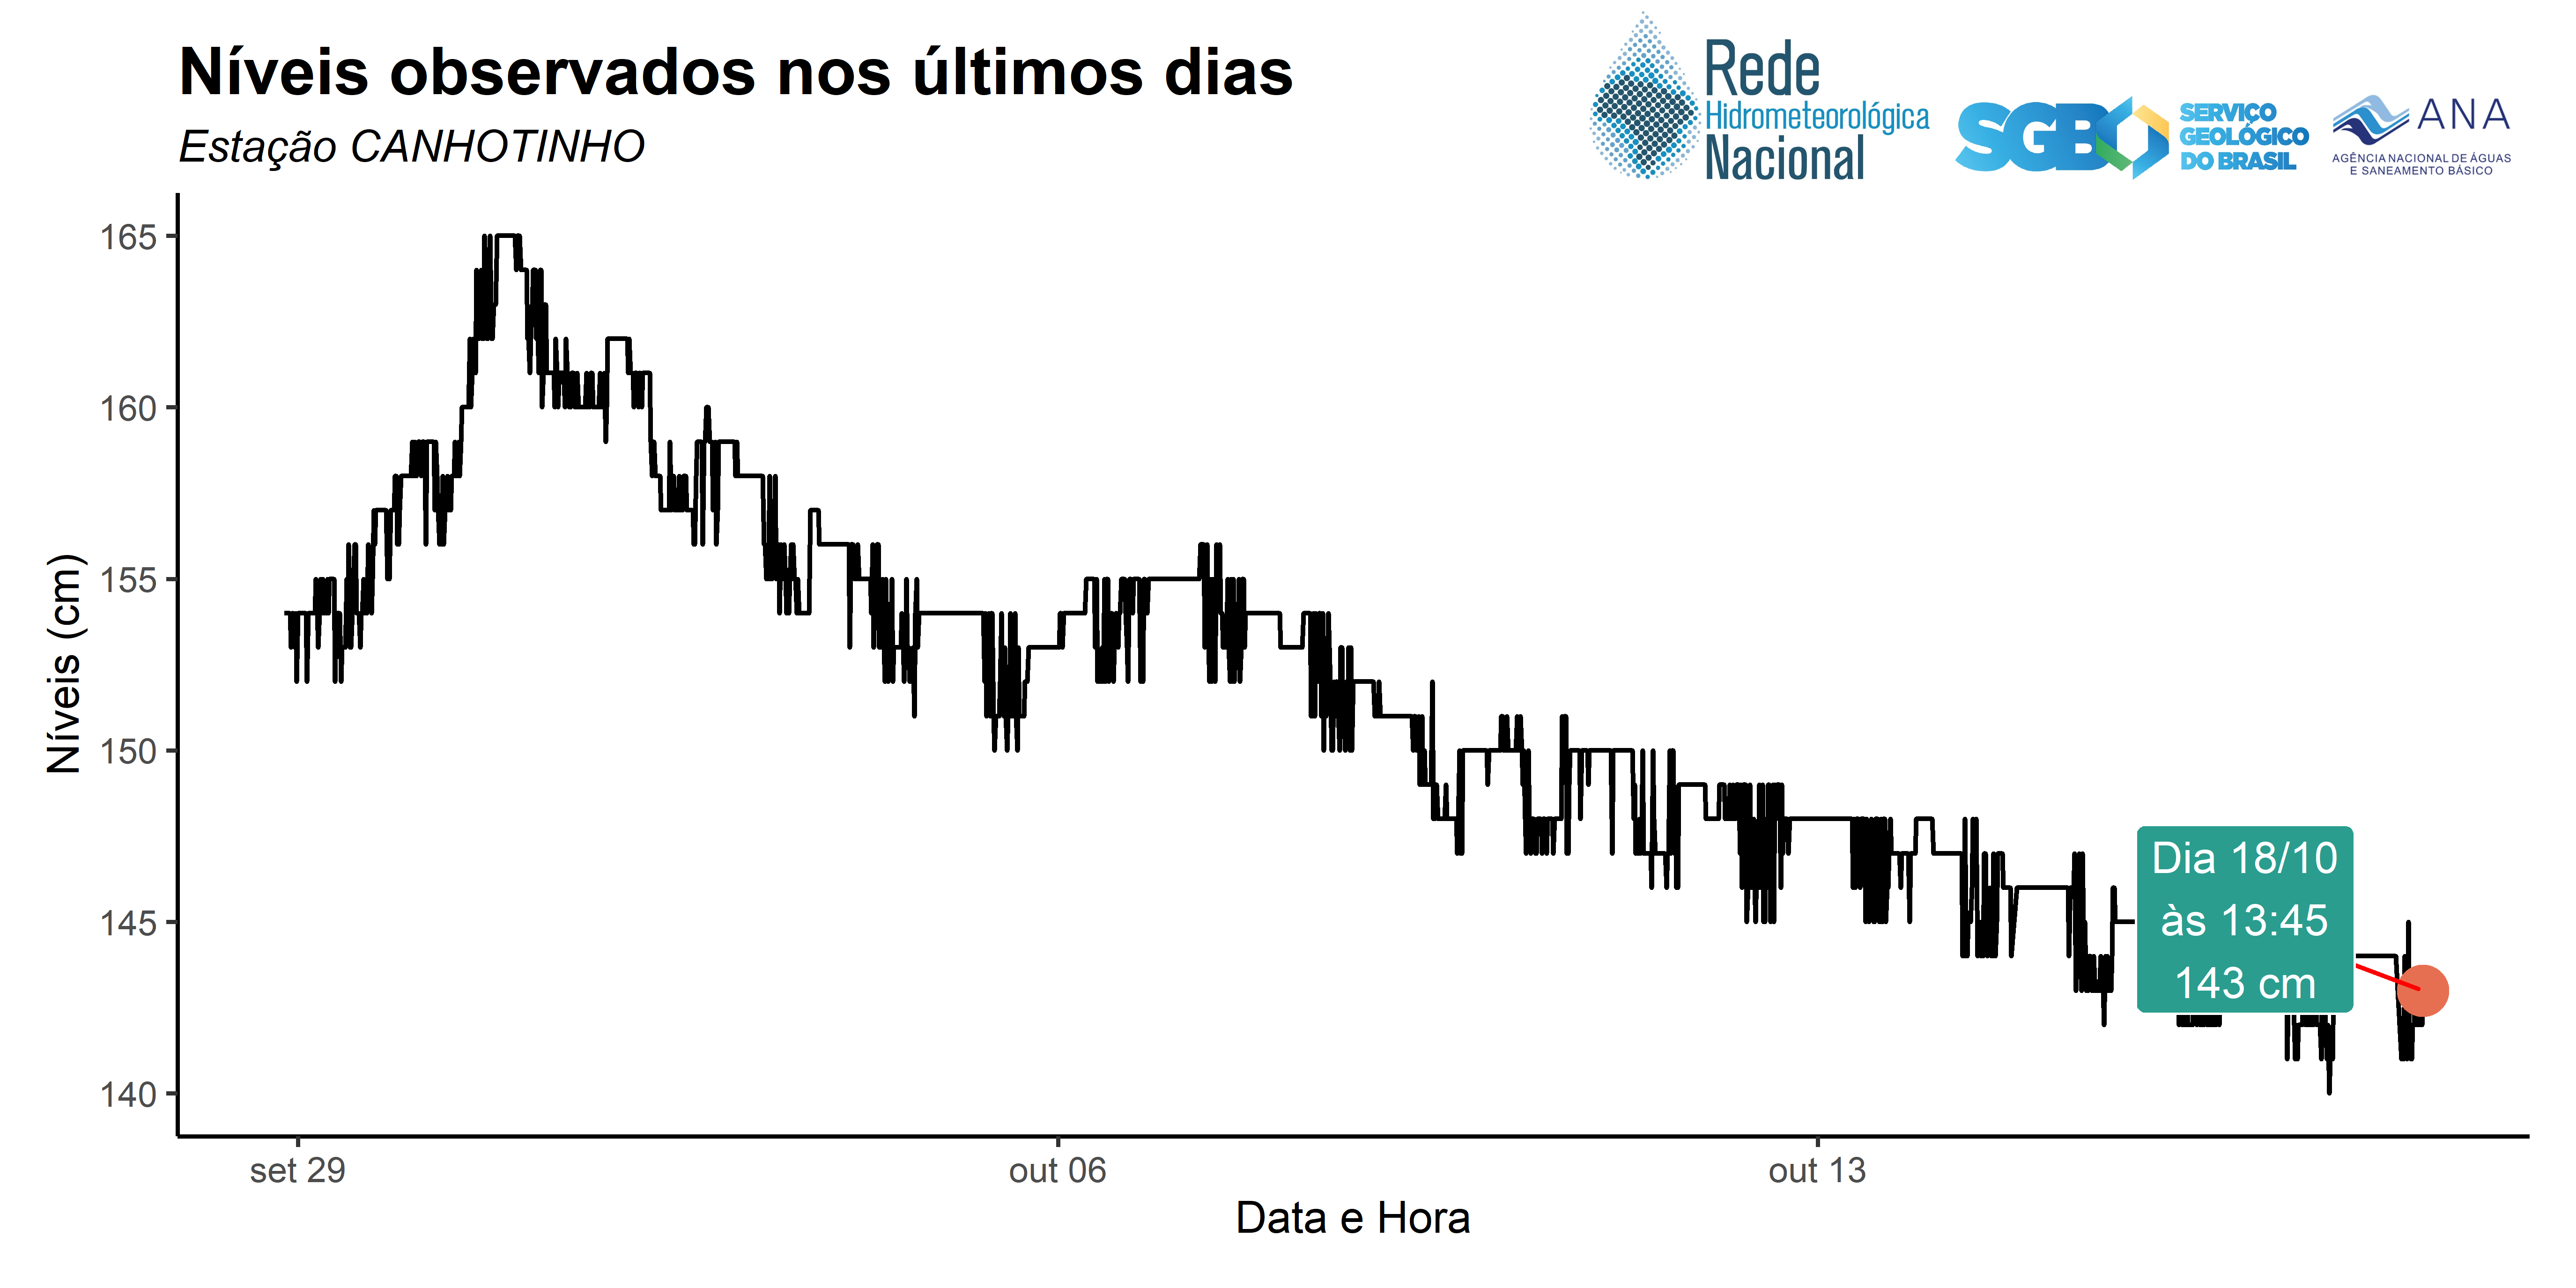 Níveis observados nos últimos dias
Estação CANHOTINHO
Rede
Hidrometeorológica
Nacional
SGB
SERVIÇO
GEOLÓGICO
DO BRASIL
ANA
AGÊNCIA NACIONAL DE ÁGUAS
E SANEAMENTO BÁSICO
Níveis (cm)
165
160
155
150
145
140
Dia 18/10
às 13:45
143 cm
set 29
out 06
out 13
Data e Hora